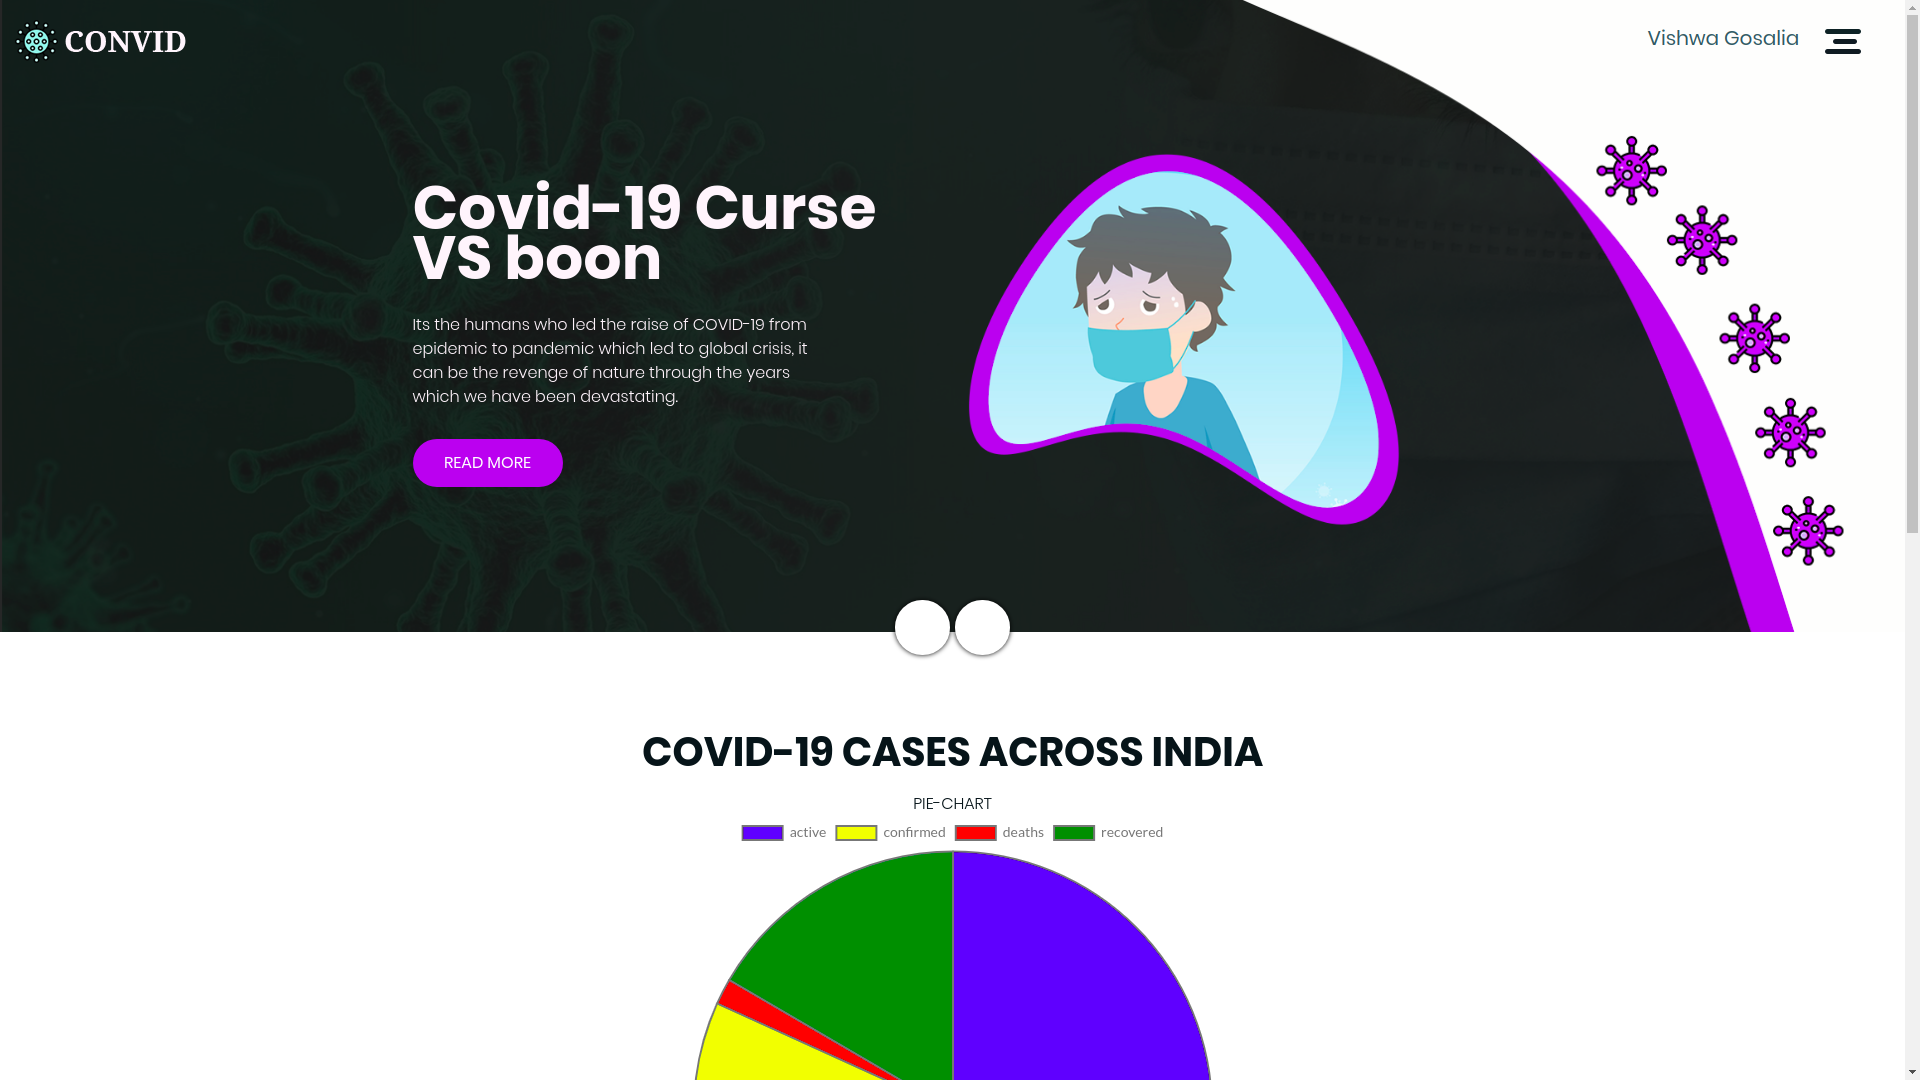 CONVID
Vishwa Gosalia
Covid-19 Curse
VS boon
Its the humans who led the raise of COVID-19 from
epidemic to pandemic which led to global crisis, it
can be the revenge of nature through the years
which we have been devastating.
READ MORE
COVID-19 CASES ACROSS INDIA
PIE-CHART
active confirmed deaths recovered